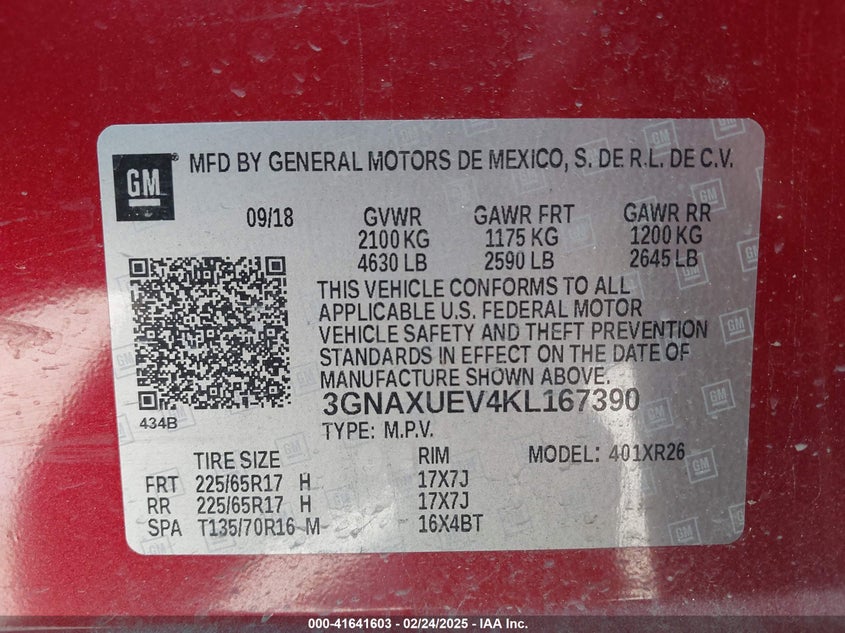 GM
MFD BY GENERAL MOTORS DE MEXICO, S. DE R.L. DE C.V.
09/18 GVWR GAWR FRT GAWR RR
2100 KG 1175 KG 1200 KG
4630 LB 2590 LB 2645 LB
THIS VEHICLE CONFORMS TO ALL
APPLICABLE U.S. FEDERAL MOTOR
VEHICLE SAFETY AND THEFT PREVENTION
STANDARDS IN EFFECT ON THE DATE OF
MANUFACTURE SHOWN ABOVE.
434B
3GNAXUEV4KL167390
TYPE: M.P.V.
TIRE SIZE RIM MODEL: 401XR26
FRT 225/65R17 H 17X7J
RR 225/65R17 H 17X7J
SPA T135/70R16 M 16X4BT
000-41641603 - 02/24/2025 - IAA Inc.